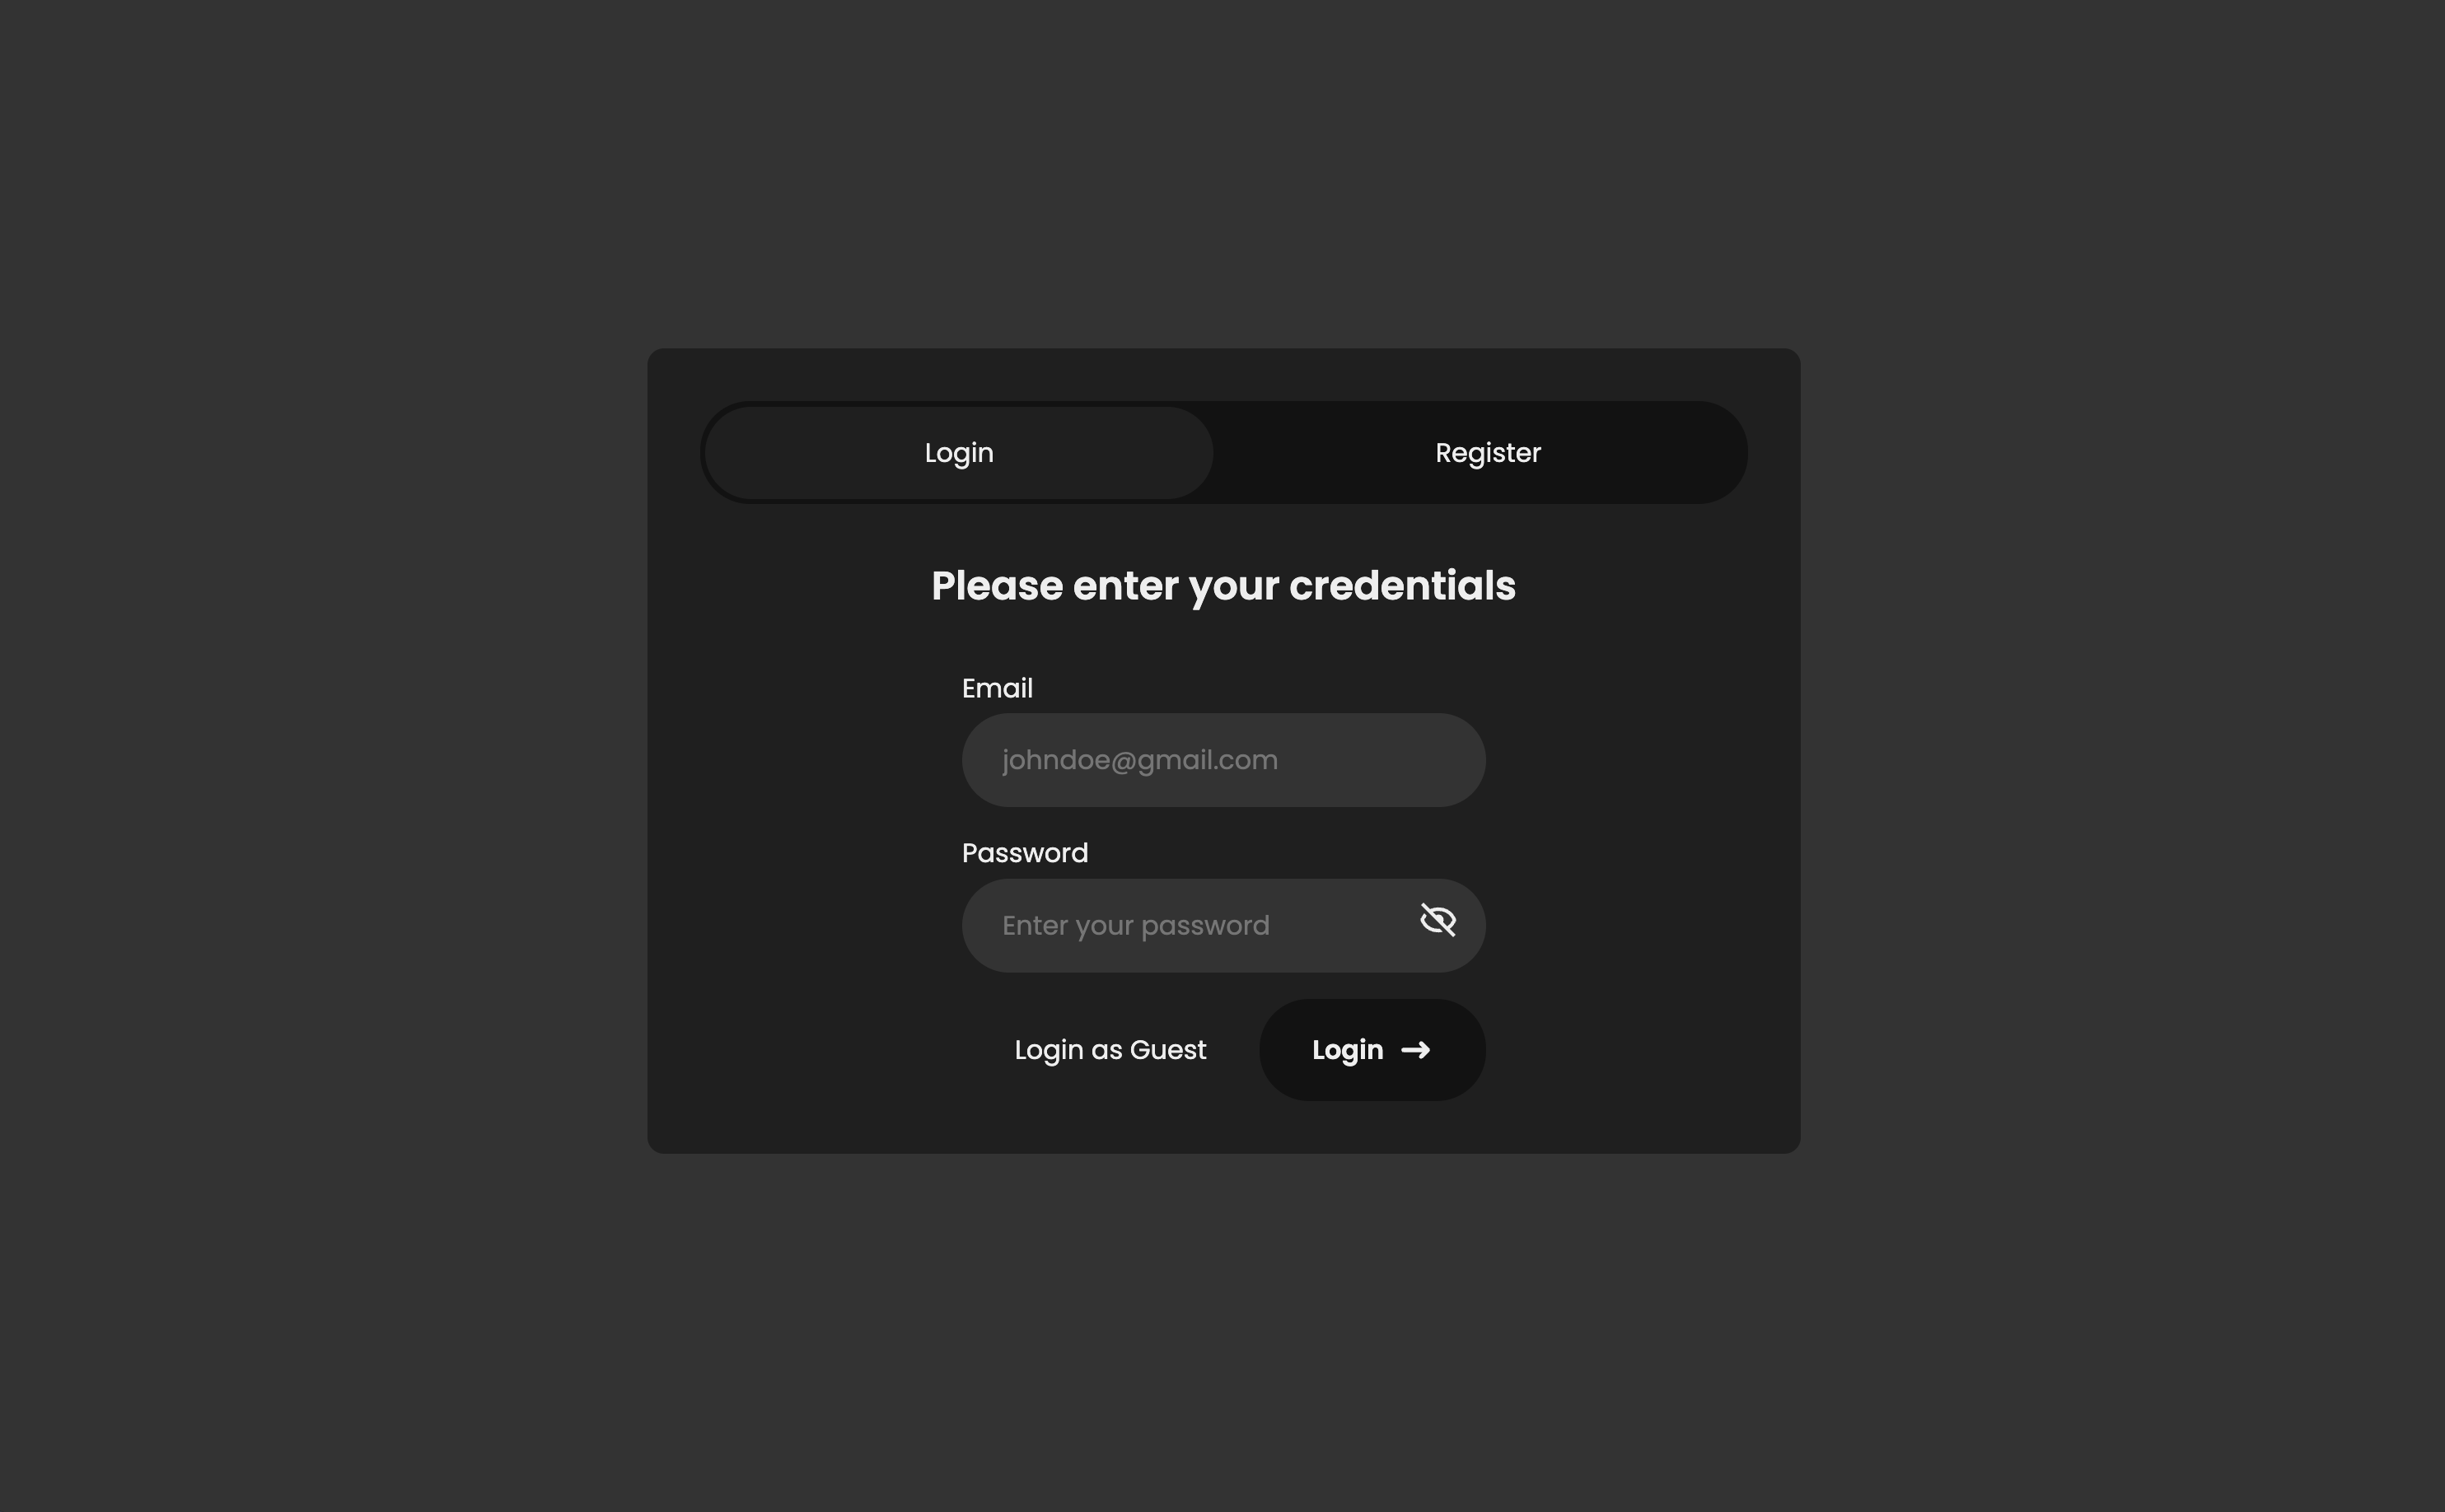 Login Register
Please enter your credentials
Email
johndoe@gmail.com
Password
Enter your password
Login as Guest Login →